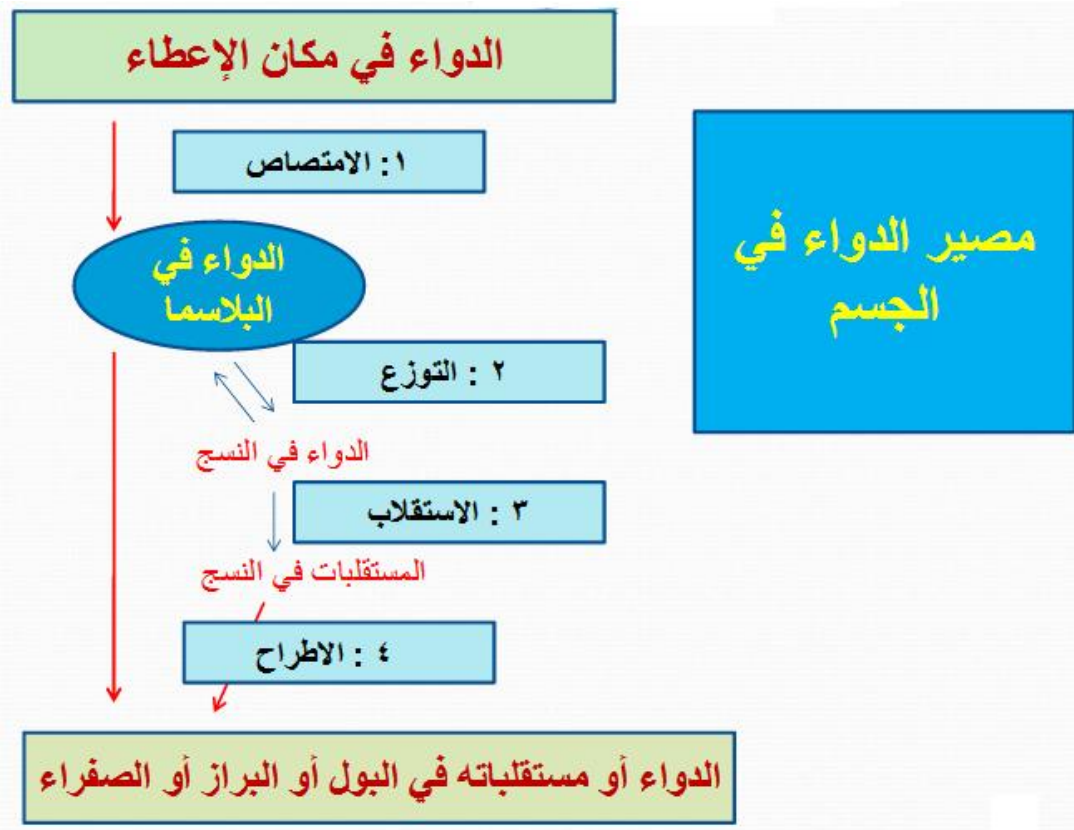 الدواء في مكان الإعطاء
١: الامتصاص
مصير الدواء في
الجسم
الدواء في
البلاسما
٢ : التوزع
الدواء في النسج
٣ : الاستقلاب
المستقلبات في النسج
٤ : الاطراح
الدواء أو مستقلباته في البول أو البراز أو الصفراء